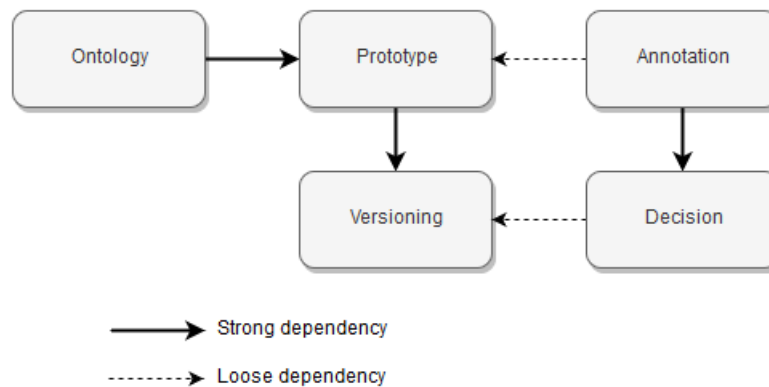 Ontology
Prototype
Annotation
Versioning
Decision
Strong dependency
Loose dependency